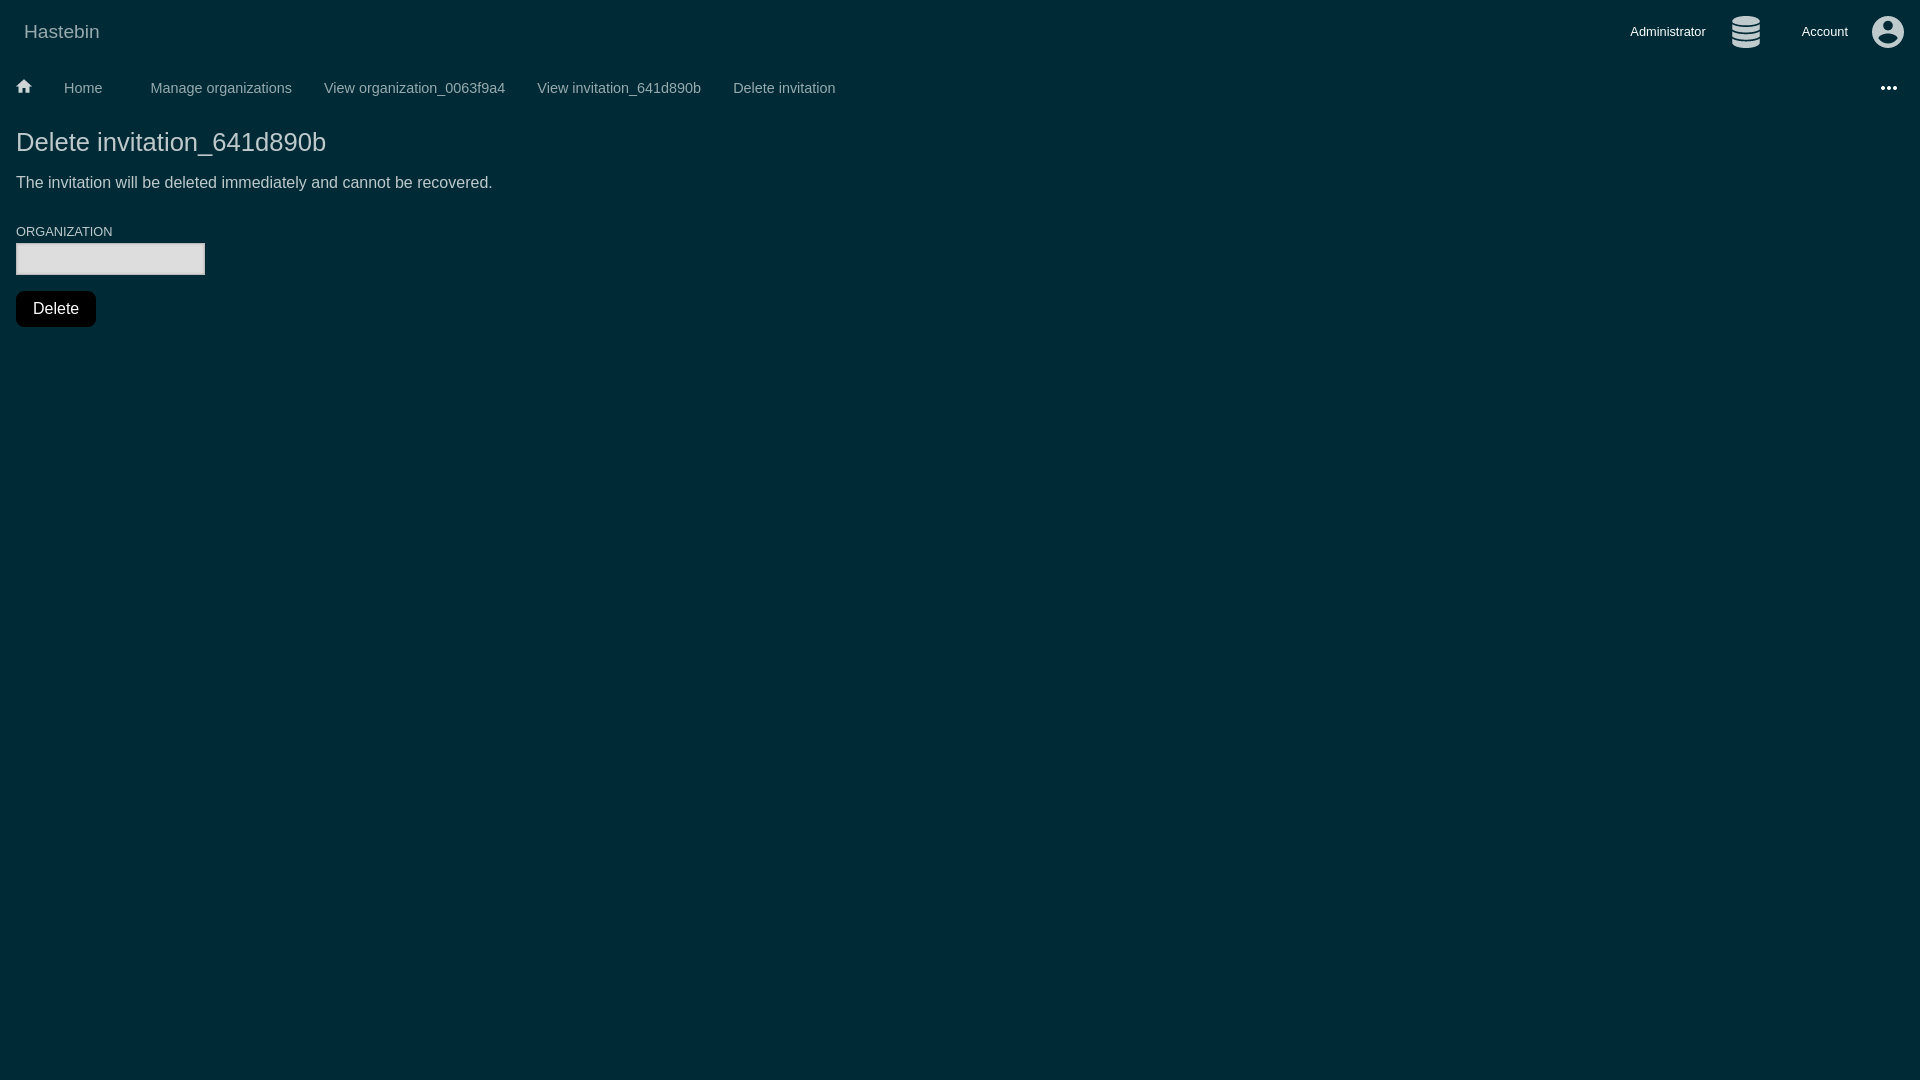 Hastebin
Administrator
Account
Home
Manage organizations
View organization_0063f9a4
View invitation_641d890b
Delete invitation
Delete invitation_641d890b
The invitation will be deleted immediately and cannot be recovered.
ORGANIZATION
Delete